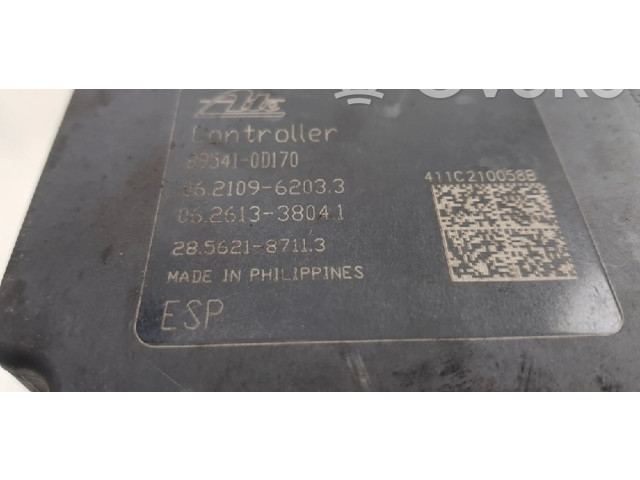 Ate
Controller
89541-0D170
06.2109-6203.3
06.2613-3804.1
28.5621-8711.3
MADE IN PHILIPPINES
ESP
411C210058B